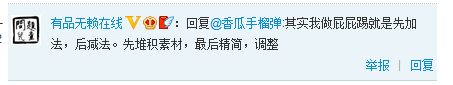 有品无赖在线：回复@香瓜手榴弹:其实我做屁屁踢就是先加
法，后减法。先堆积素材，最后精简，调整
举报 | 回复